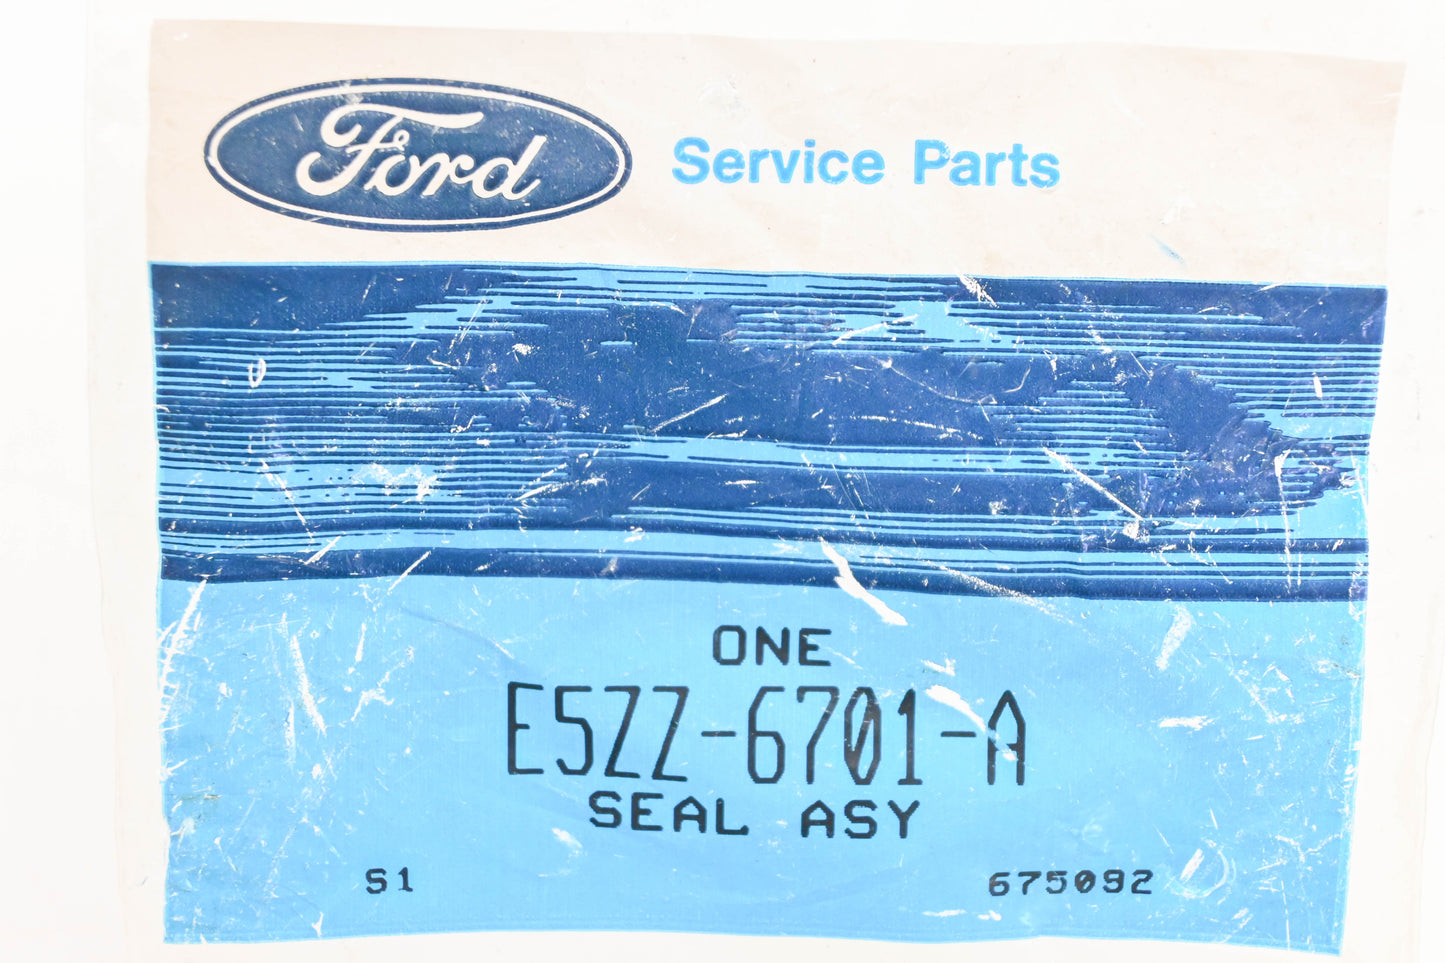 Ford Service Parts
ONE
E5ZZ-6701-A
SEAL ASY
S1 675092